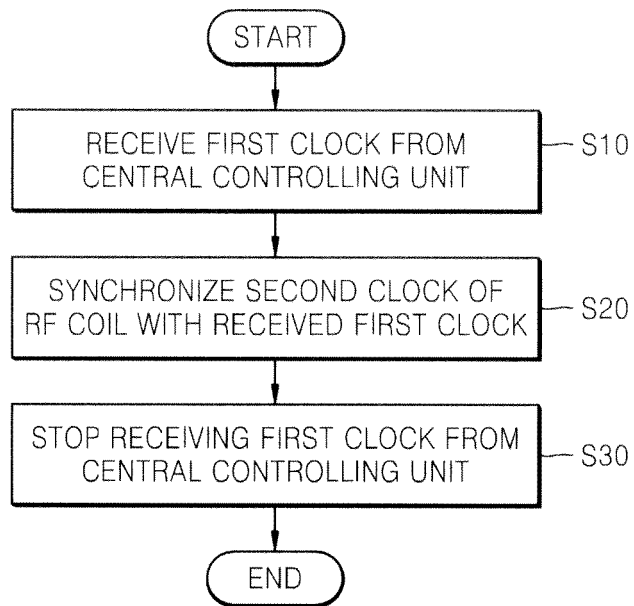 START
RECEIVE FIRST CLOCK FROM
CENTRAL CONTROLLING UNIT
S10
SYNCHRONIZE SECOND CLOCK OF
RF COIL WITH RECEIVED FIRST CLOCK
S20
STOP RECEIVING FIRST CLOCK FROM
CENTRAL CONTROLLING UNIT
S30
END